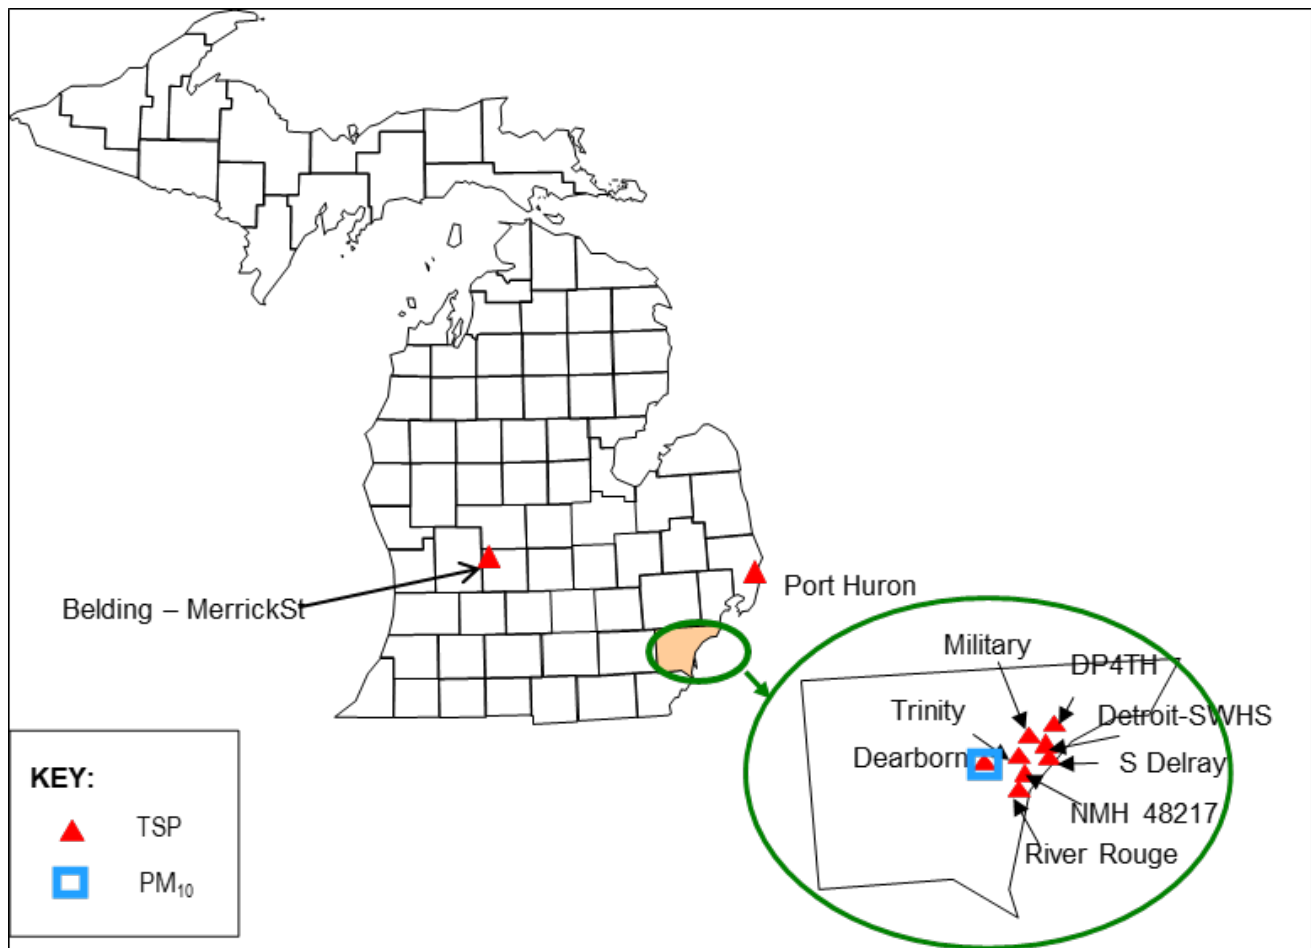 Belding – MerrickSt
Port Huron
Military
DP4TH
Trinity
Detroit-SWHS
Dearborn
S Delray
NMH 48217
River Rouge
KEY:
TSP
PM₁₀